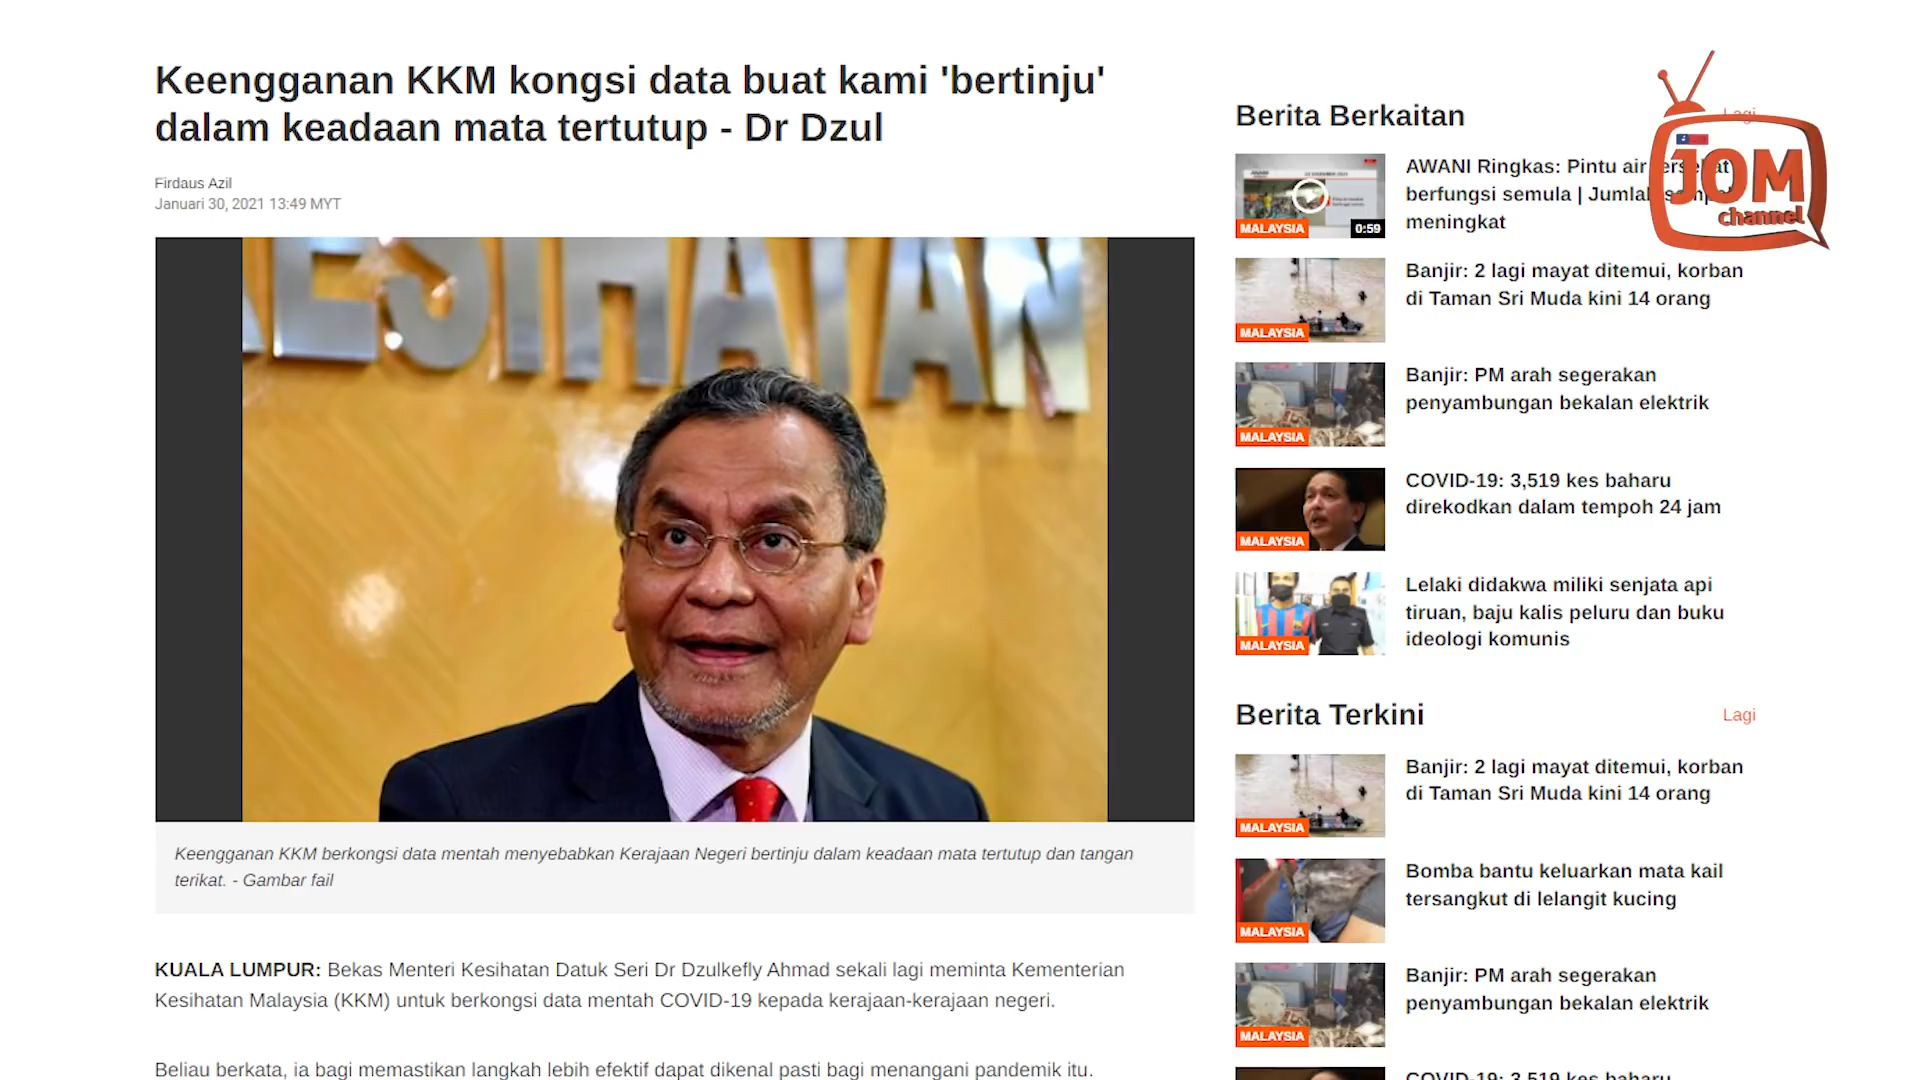 Keengganan KKM kongsi data buat kami 'bertinju'
dalam keadaan mata tertutup - Dr Dzul
Firdaus Azil
Januari 30, 2021 13:49 MYT
ESIHATAN
Keengganan KKM berkongsi data mentah menyebabkan Kerajaan Negeri bertinju dalam keadaan mata tertutup dan tangan
terikat. - Gambar fail
KUALA LUMPUR: Bekas Menteri Kesihatan Datuk Seri Dr Dzulkefly Ahmad sekali lagi meminta Kementerian
Kesihatan Malaysia (KKM) untuk berkongsi data mentah COVID-19 kepada kerajaan-kerajaan negeri.
Beliau berkata, ia bagi memastikan langkah lebih efektif dapat dikenal pasti bagi menangani pandemik itu.
Berita Berkaitan
Lagi
JOM
channel
AWANI Ringkas: Pintu air
berfungsi semula |
meningkat
MALAYSIA
0:59
Banjir: 2 lagi mayat ditemui, korban
di Taman Sri Muda kini 14 orang
MALAYSIA
Banjir: PM arah segerakan
penyambungan bekalan elektrik
MALAYSIA
COVID-19: 3,519 kes baharu
direkodkan dalam tempoh 24 jam
MALAYSIA
Lelaki didakwa miliki senjata api
tiruan, baju kalis peluru dan buku
ideologi komunis
MALAYSIA
Berita Terkini
Lagi
Banjir: 2 lagi mayat ditemui, korban
di Taman Sri Muda kini 14 orang
MALAYSIA
Bomba bantu keluarkan mata kail
tersangkut di lelangit kucing
MALAYSIA
Banjir: PM arah segerakan
penyambungan bekalan elektrik
MALAYSIA
COVID-19: 3,519 kes baharu